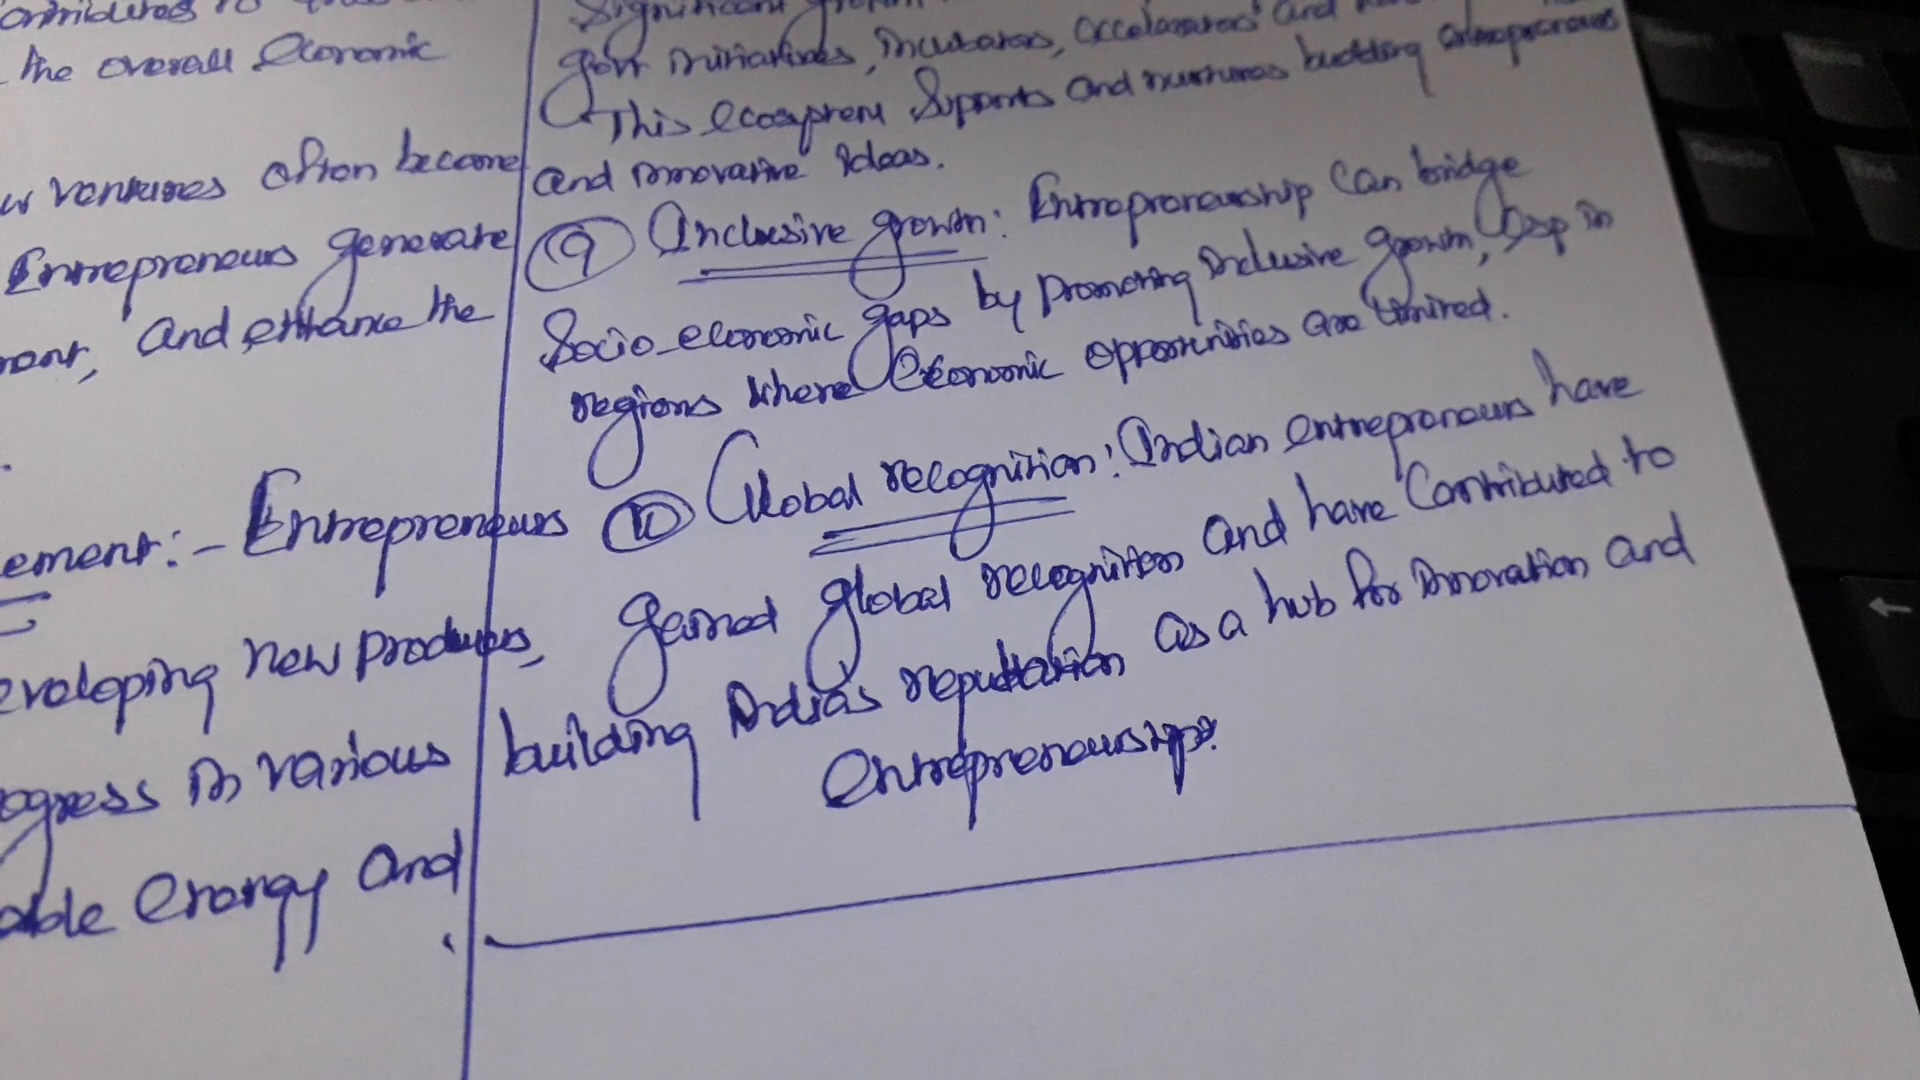 the overall economic
ventures often become
Entrepreneurs generate
and enhance the
ement:- Entrepreneurs
eveloping new products,
ogress in various
able energy and
Significant
govt initiatives, incubators, accelarators and
This ecosystem supports and nurtures budding entrepreneurs
and innovative ideas.
9 Inclusive growth: Entrepreneurship can bridge
Socio-economic gaps by promoting inclusive growth, Esp in
regions where economic opportunities are limited.
10 Global recognition: Indian entrepreneurs have
gained global recognition and have contributed to
building India's reputation as a hub for innovation and
entrepreneurship.
Delete
End
←